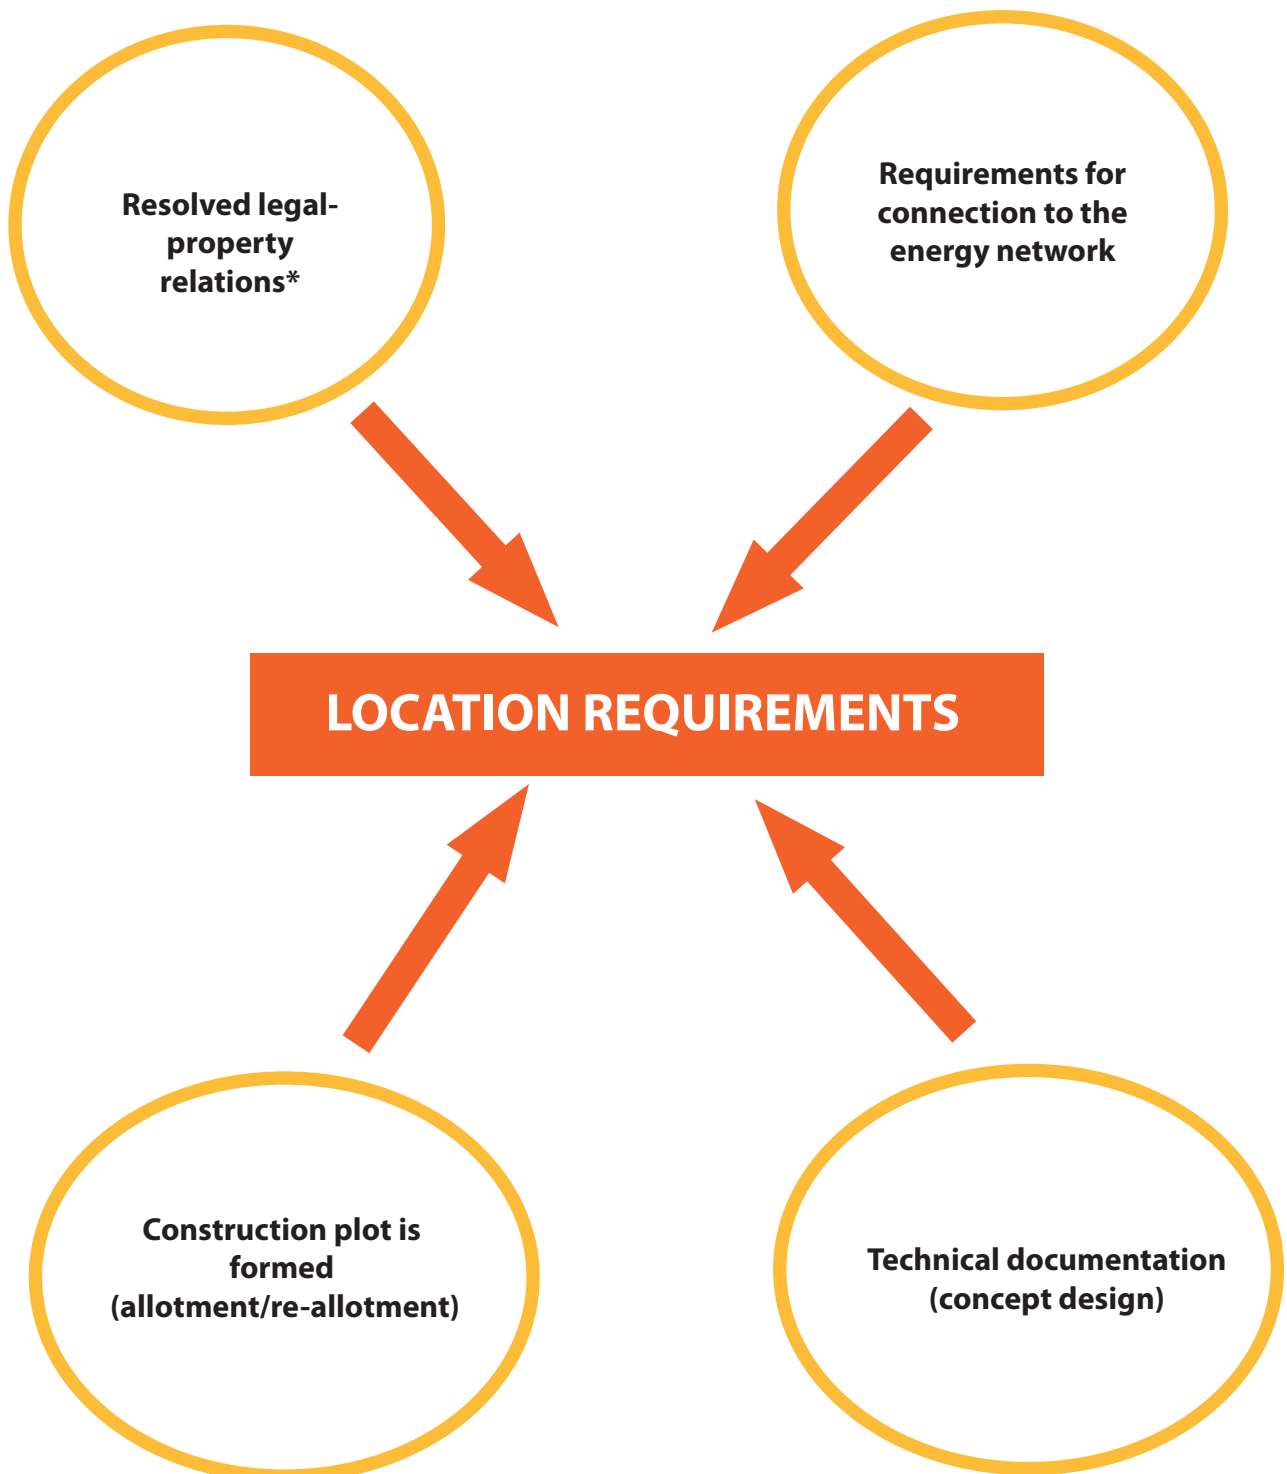 Resolved legal-
property
relations*
Requirements for
connection to the
energy network
LOCATION REQUIREMENTS
Construction plot is
formed
(allotment/re-allotment)
Technical documentation
(concept design)